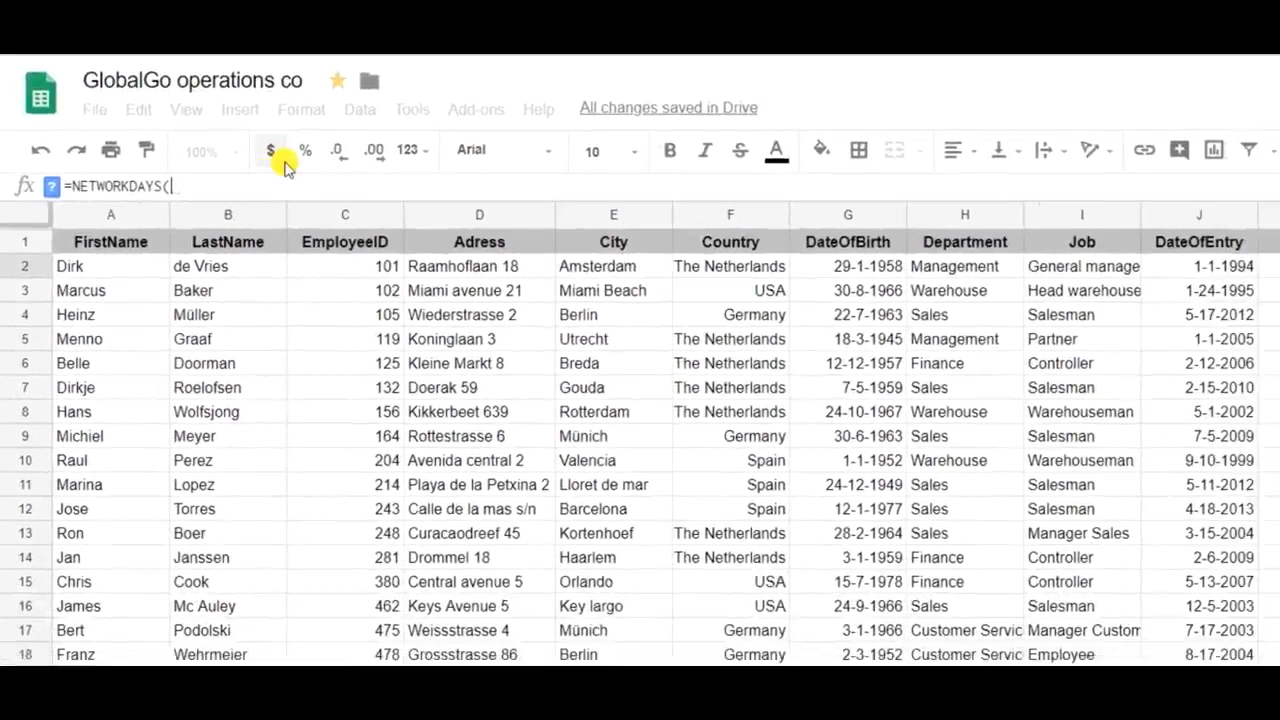 GlobalGo operations co
File Edit View Insert Format Data Tools Add-ons Help All changes saved in Drive
100% $ % .0 .00 123 Arial 10 B I S A
fx ? =NETWORKDAYS(
A B C D E F G H I J
1 FirstName LastName EmployeeID Adress City Country DateOfBirth Department Job DateOfEntry
2 Dirk de Vries 101 Raamhoflaan 18 Amsterdam The Netherlands 29-1-1958 Management General manage 1-1-1994
3 Marcus Baker 102 Miami avenue 21 Miami Beach USA 30-8-1966 Warehouse Head warehouse 1-24-1995
4 Heinz Müller 105 Wiederstrasse 2 Berlin Germany 22-7-1963 Sales Salesman 5-17-2012
5 Menno Graaf 119 Koninglaan 3 Utrecht The Netherlands 18-3-1945 Management Partner 1-1-2005
6 Belle Doorman 125 Kleine Markt 8 Breda The Netherlands 12-12-1957 Finance Controller 2-12-2006
7 Dirkje Roelofsen 132 Doerak 59 Gouda The Netherlands 7-5-1959 Sales Salesman 2-15-2010
8 Hans Wolfsjong 156 Kikkerbeet 639 Rotterdam The Netherlands 24-10-1967 Warehouse Warehouseman 5-1-2002
9 Michiel Meyer 164 Rottestrasse 6 Münich Germany 30-6-1963 Sales Salesman 7-5-2009
10 Raul Perez 204 Avenida central 2 Valencia Spain 1-1-1952 Warehouse Warehouseman 9-10-1999
11 Marina Lopez 214 Playa de la Petxina 2 Lloret de mar Spain 24-12-1949 Sales Salesman 5-11-2012
12 Jose Torres 243 Calle de la mas s/n Barcelona Spain 12-1-1977 Sales Salesman 4-18-2013
13 Ron Boer 248 Curacaodreef 45 Kortenhoef The Netherlands 28-2-1964 Sales Manager Sales 3-15-2004
14 Jan Janssen 281 Drommel 18 Haarlem The Netherlands 3-1-1959 Finance Controller 2-6-2009
15 Chris Cook 380 Central avenue 5 Orlando USA 15-7-1978 Finance Controller 5-13-2007
16 James Mc Auley 462 Keys Avenue 5 Key largo USA 24-9-1966 Sales Salesman 12-5-2003
17 Bert Podolski 475 Weissstrasse 4 Münich Germany 3-1-1966 Customer Servic Manager Custom 7-17-2003
18 Franz Wehrmeier 478 Grossstrasse 86 Berlin Germany 2-3-1952 Customer Servic Employee 8-17-2004